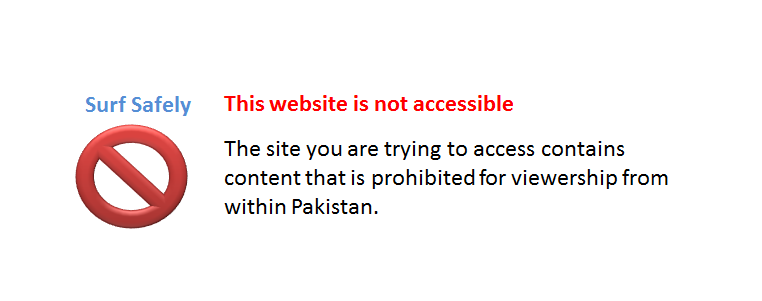 Surf Safely
This website is not accessible
The site you are trying to access contains
content that is prohibited for viewership from
within Pakistan.